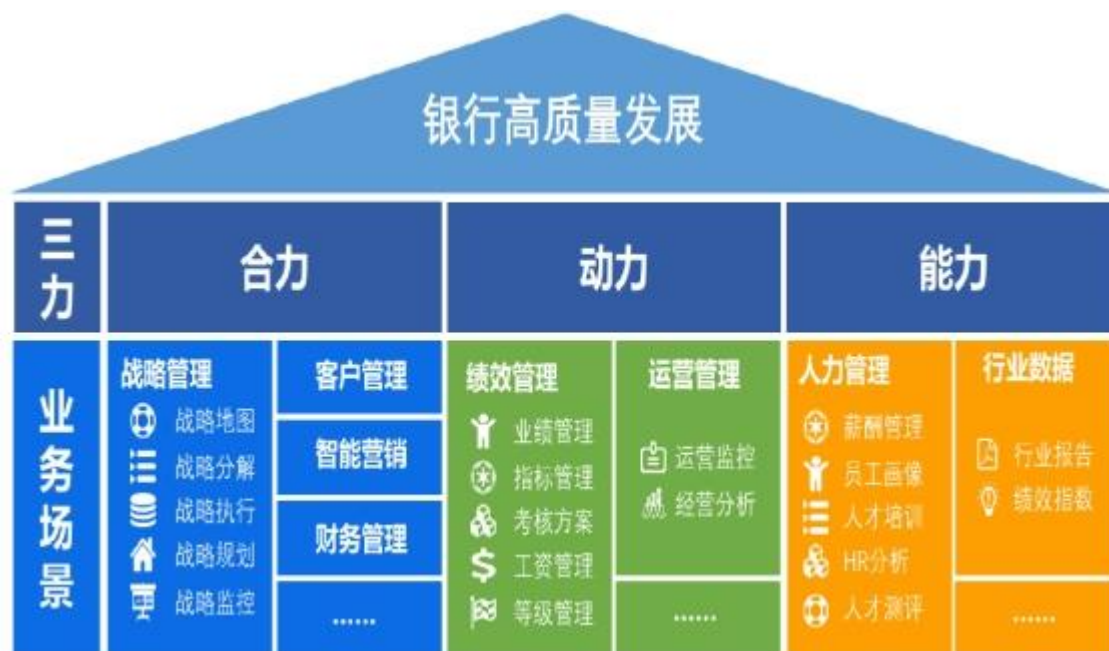 银行高质量发展
三力
合力
动力
能力
业务场景
战略管理
战略地图
战略分解
战略执行
战略规划
战略监控
客户管理
智能营销
财务管理
......
绩效管理
业绩管理
指标管理
考核方案
工资管理
等级管理
运营管理
运营监控
经营分析
......
人力管理
薪酬管理
员工画像
人才培训
HR分析
人才测评
行业数据
行业报告
绩效指数
......